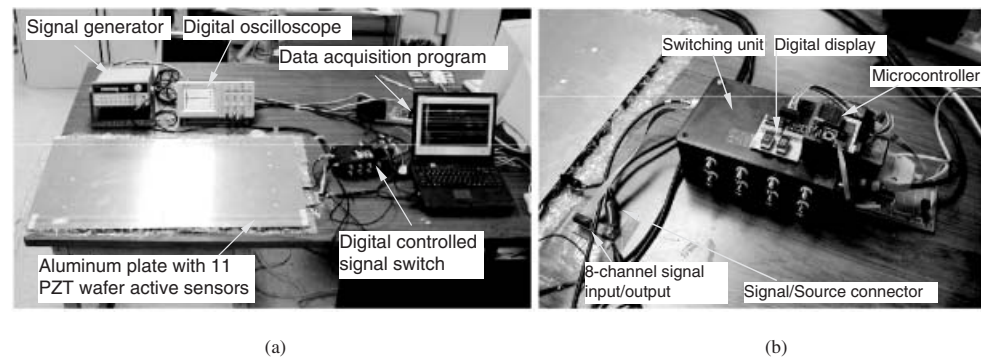 Signal generator
Digital oscilloscope
Data acquisition program
Digital controlled
signal switch
Aluminum plate with 11
PZT wafer active sensors
(a)
Switching unit
Digital display
Microcontroller
8-channel signal
input/output
Signal/Source connector
(b)